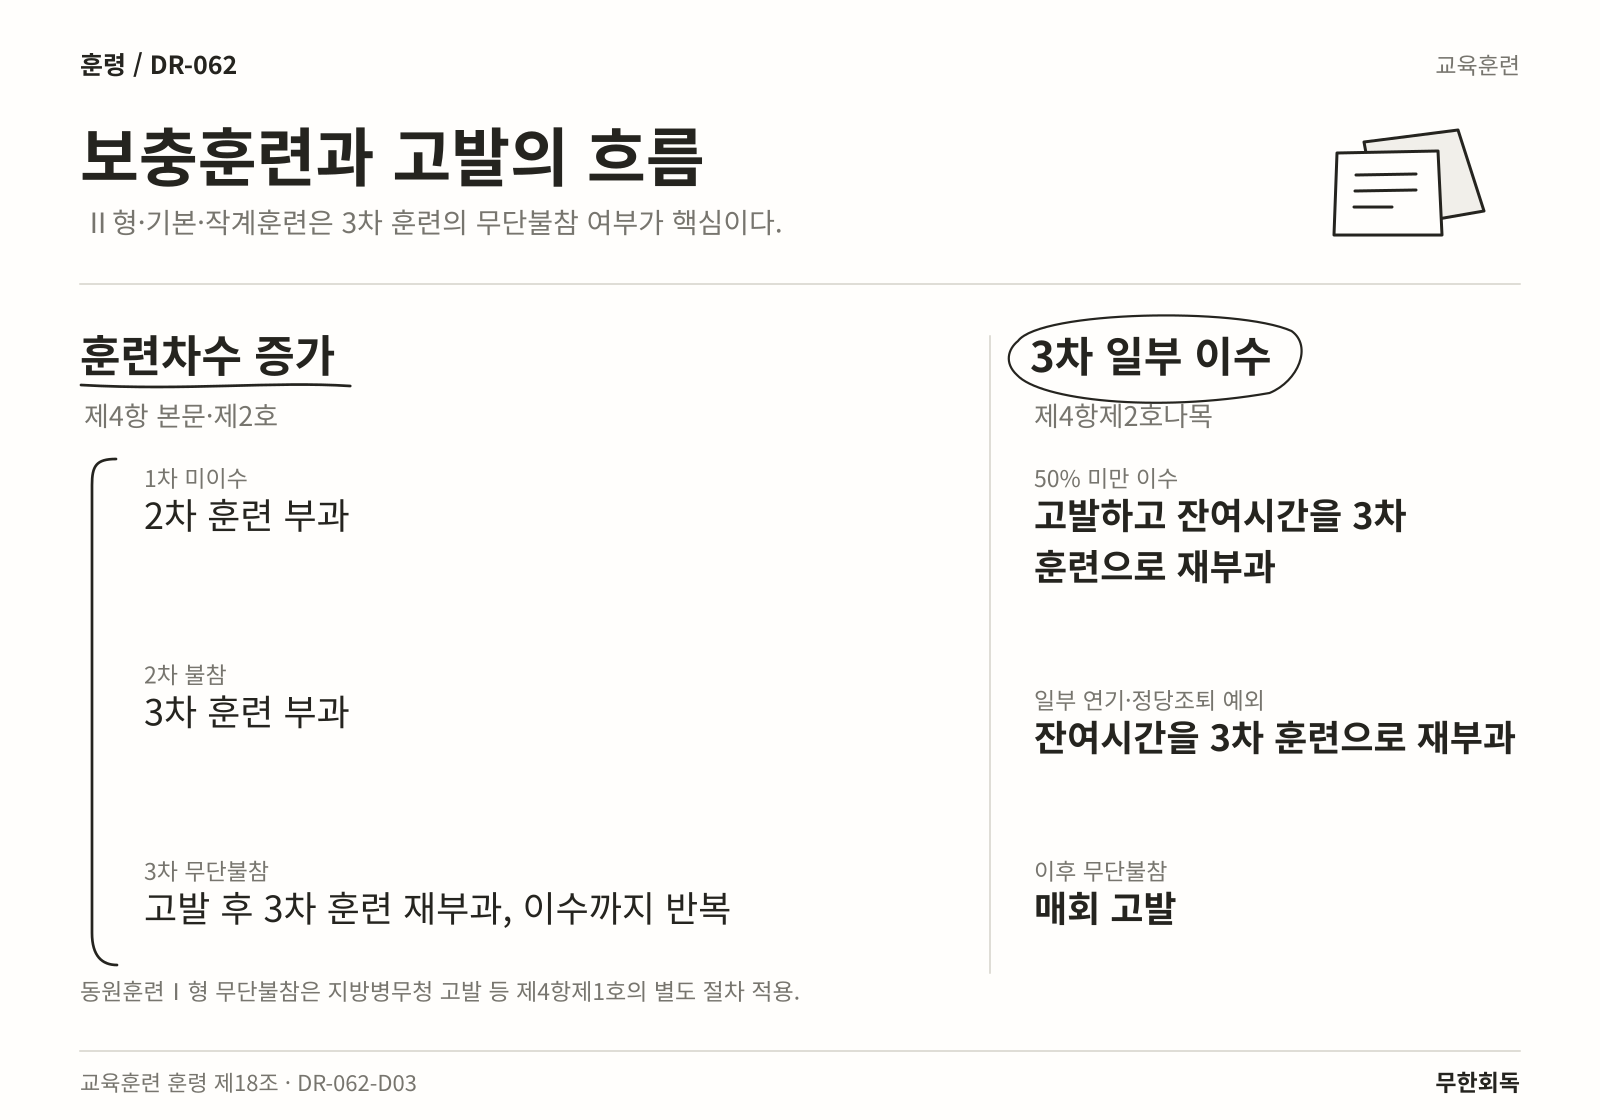 훈령 / DR-062
교육훈련
보충훈련과 고발의 흐름
Ⅱ형·기본·작계훈련은 3차 훈련의 무단불참 여부가 핵심이다.
훈련차수 증가
제4항 본문·제2호
1차 미이수
2차 훈련 부과
2차 불참
3차 훈련 부과
3차 무단불참
고발 후 3차 훈련 재부과, 이수까지 반복
동원훈련Ⅰ형 무단불참은 지방병무청 고발 등 제4항제1호의 별도 절차 적용.
3차 일부 이수
제4항제2호나목
50% 미만 이수
고발하고 잔여시간을 3차
훈련으로 재부과
일부 연기·정당조퇴 예외
잔여시간을 3차 훈련으로 재부과
이후 무단불참
매회 고발
교육훈련 훈령 제18조 · DR-062-D03
무한회독